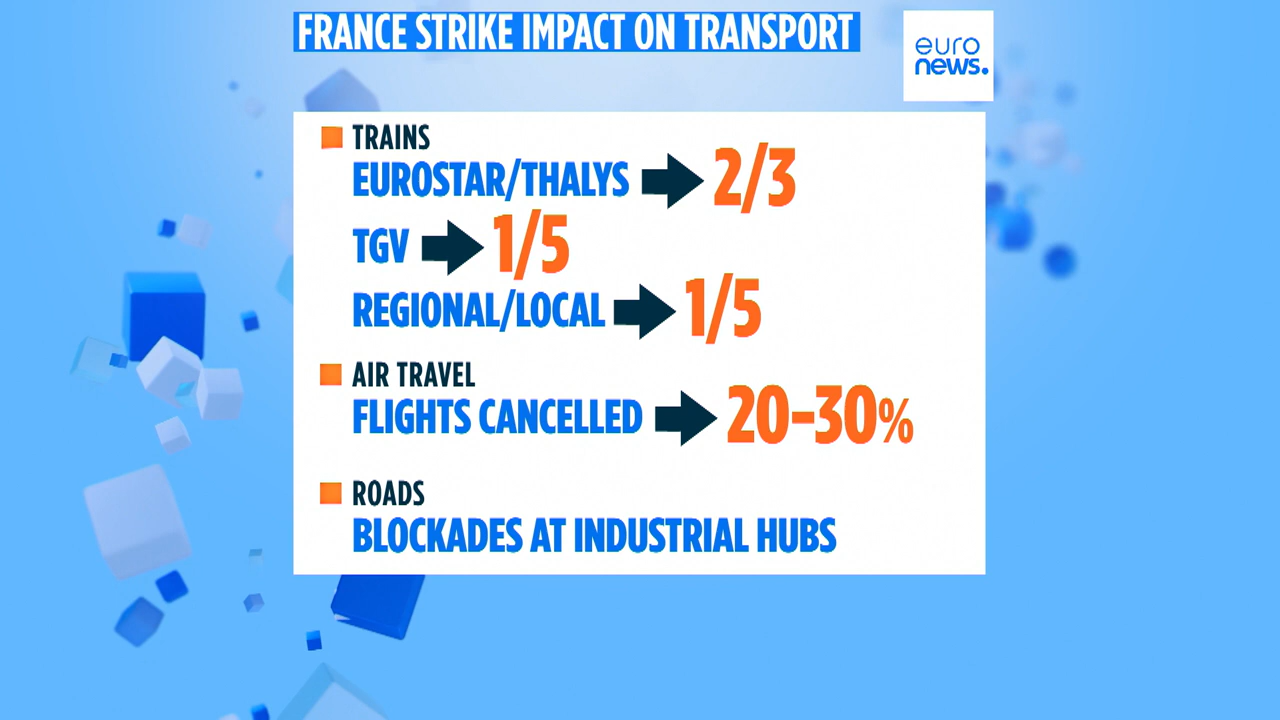 FRANCE STRIKE IMPACT ON TRANSPORT
euro
news.
TRAINS
EUROSTAR/THALYS 2/3
TGV 1/5
REGIONAL/LOCAL 1/5
AIR TRAVEL
FLIGHTS CANCELLED 20-30%
ROADS
BLOCKADES AT INDUSTRIAL HUBS